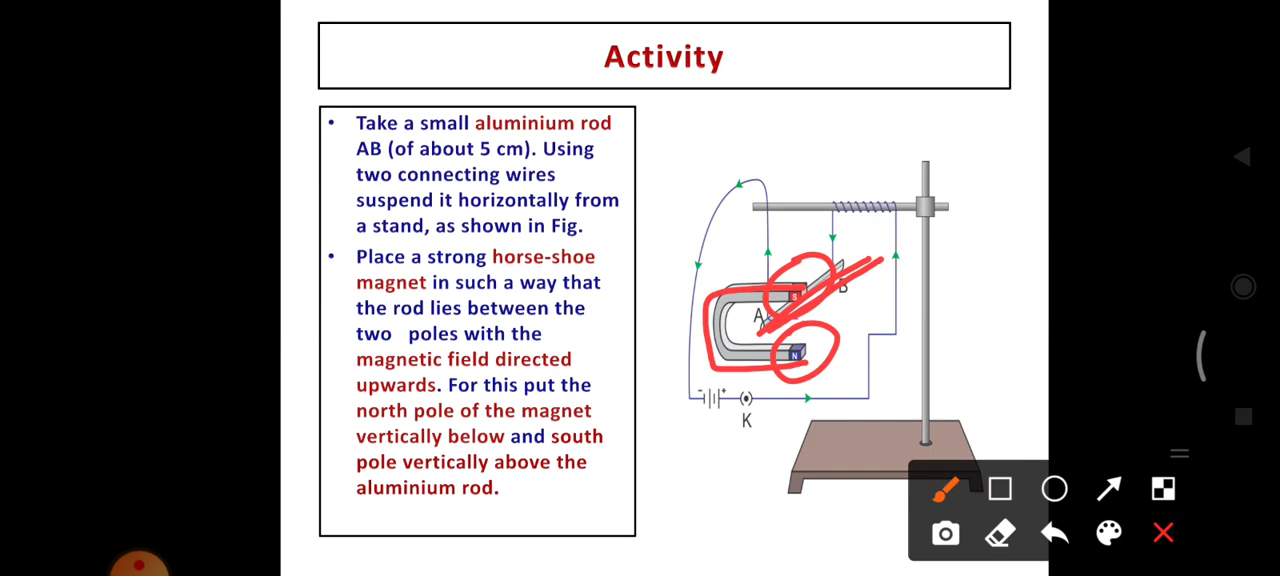 Activity
• Take a small aluminium rod
AB (of about 5 cm). Using
two connecting wires
suspend it horizontally from
a stand, as shown in Fig.
• Place a strong horse-shoe
magnet in such a way that
the rod lies between the
two poles with the
magnetic field directed
upwards. For this put the
north pole of the magnet
vertically below and south
pole vertically above the
aluminium rod.
B
S
A
N
- +
K